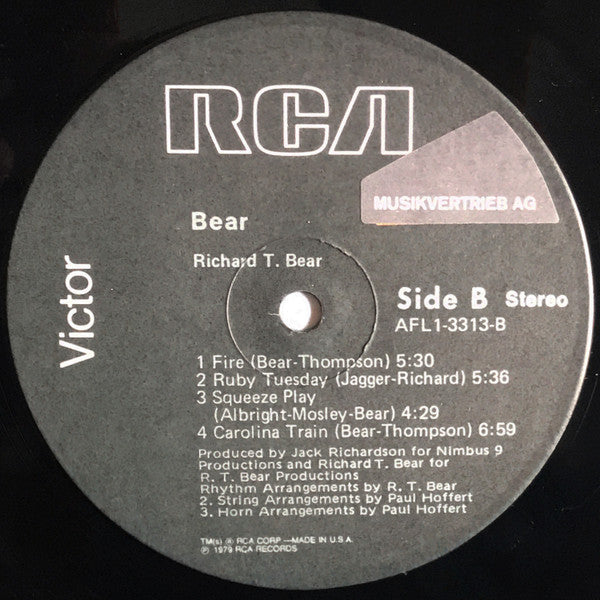 RCA
MUSIKVERTRIEB AG
Bear
Richard T. Bear
Victor
Side B Stereo
AFL1-3313-B
1 Fire (Bear-Thompson) 5:30
2 Ruby Tuesday (Jagger-Richard) 5:36
3 Squeeze Play
(Albright-Mosley-Bear) 4:29
4 Carolina Train (Bear-Thompson) 6:59
Produced by Jack Richardson for Nimbus 9
Productions and Richard T. Bear for
R. T. Bear Productions
Rhythm Arrangements by R. T. Bear
2. String Arrangements by Paul Hoffert
3. Horn Arrangements by Paul Hoffert
TM(s) ® RCA CORP —MADE IN U.S.A.
℗ 1979 RCA RECORDS